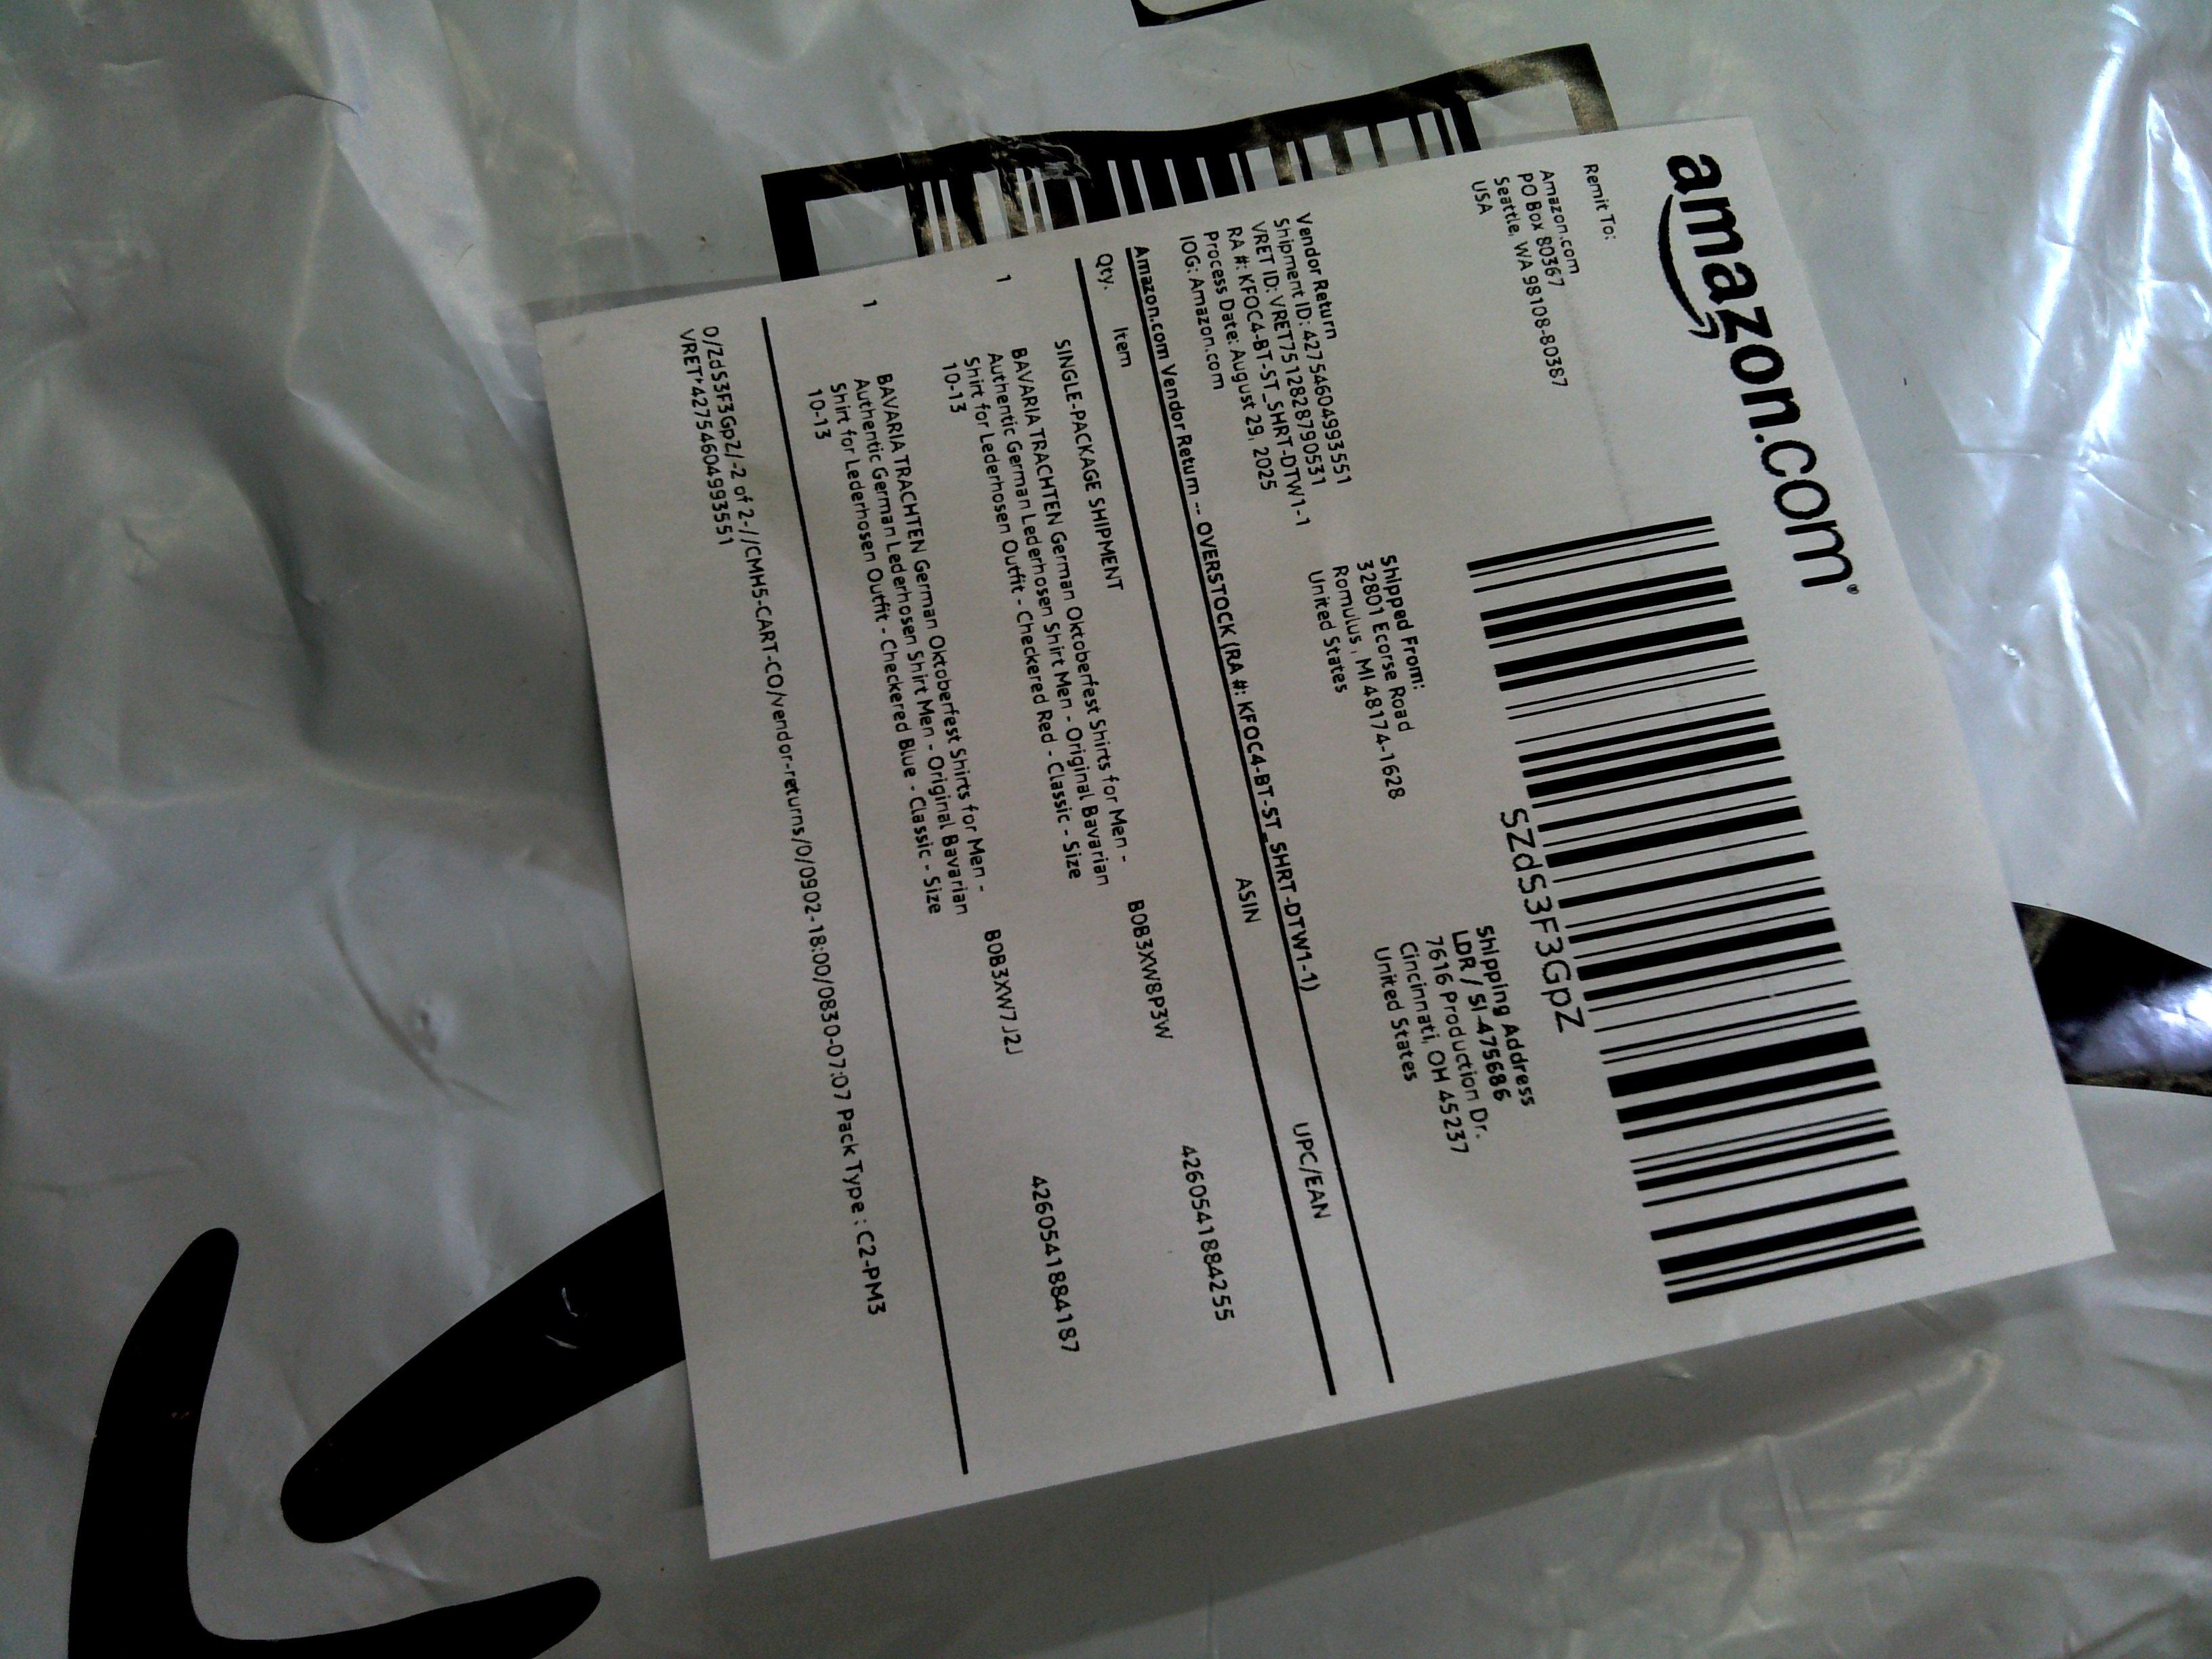 amazon.com®
SZdS3F3GpZ
Remit To:
Amazon.com
PO Box 80367
Seattle, WA 98108-80387
USA
Shipped From:
32801 Ecorse Road
Romulus , MI 48174-1628
United States
Shipping Address
LDR / SI-475686
7616 Production Dr.
Cincinnati, OH 45237
United States
Vendor Return
Shipment ID: 42754604993551
VRET ID: VRET751282879053​1
RA #: KFOC4-BT-ST_SHRT-DTW1-1
Process Date: August 29, 2025
IOG: Amazon.com
Amazon.com Vendor Return -- OVERSTOCK (RA #: KFOC4-BT-ST_SHRT-DTW1-1)
Qty. Item ASIN UPC/EAN
SINGLE-PACKAGE SHIPMENT
1 BAVARIA TRACHTEN German Oktoberfest Shirts for Men - B0B3XW8P3W 4260541884255
Authentic German Lederhosen Shirt Men - Original Bavarian
Shirt for Lederhosen Outfit - Checkered Red - Classic - Size
10-13
1 BAVARIA TRACHTEN German Oktoberfest Shirts for Men - B0B3XW7J2J 4260541884187
Authentic German Lederhosen Shirt Men - Original Bavarian
Shirt for Lederhosen Outfit - Checkered Blue - Classic - Size
10-13
0/ZdS3F3GpZ/-2 of 2-//CMH5-CART-CO/vendor-returns/0/0902-18:00/0830-07:07 Pack Type : C2-PM3
VRET*42754604993551